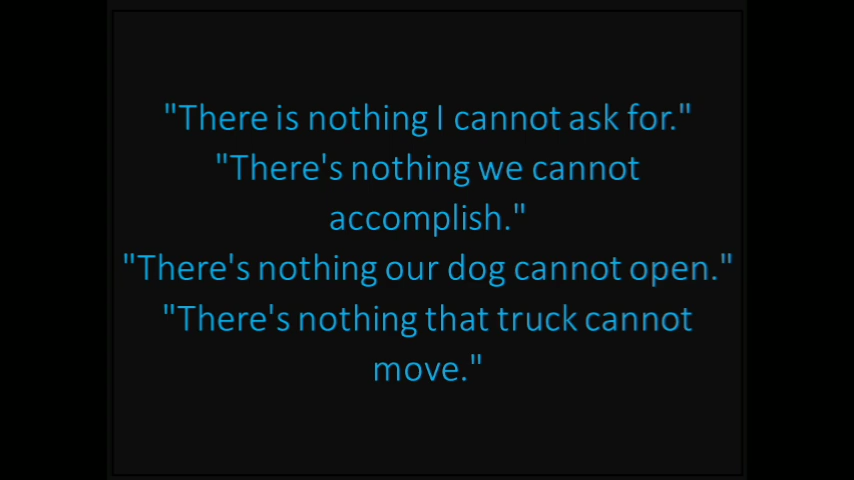 "There is nothing I cannot ask for."
"There's nothing we cannot
accomplish."
"There's nothing our dog cannot open."
"There's nothing that truck cannot
move."